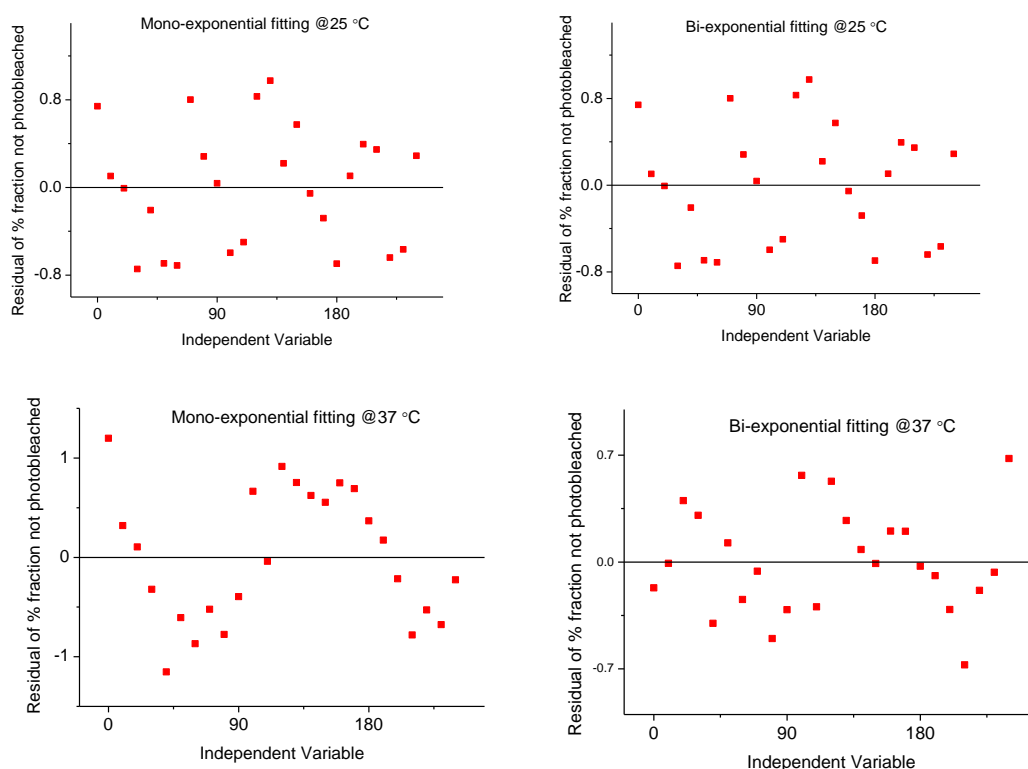 Mono-exponential fitting @25 °C
Residual of % fraction not photobleached
0.8
0.0
-0.8
0
90
180
Independent Variable
Bi-exponential fitting @25 °C
Residual of % fraction not photobleached
0.8
0.0
-0.8
0
90
180
Independent Variable
Mono-exponential fitting @37 °C
Residual of % fraction not photobleached
1
0
-1
0
90
180
Independent Variable
Bi-exponential fitting @37 °C
Residual of % fraction not photobleached
0.7
0.0
-0.7
0
90
180
Independent Variable